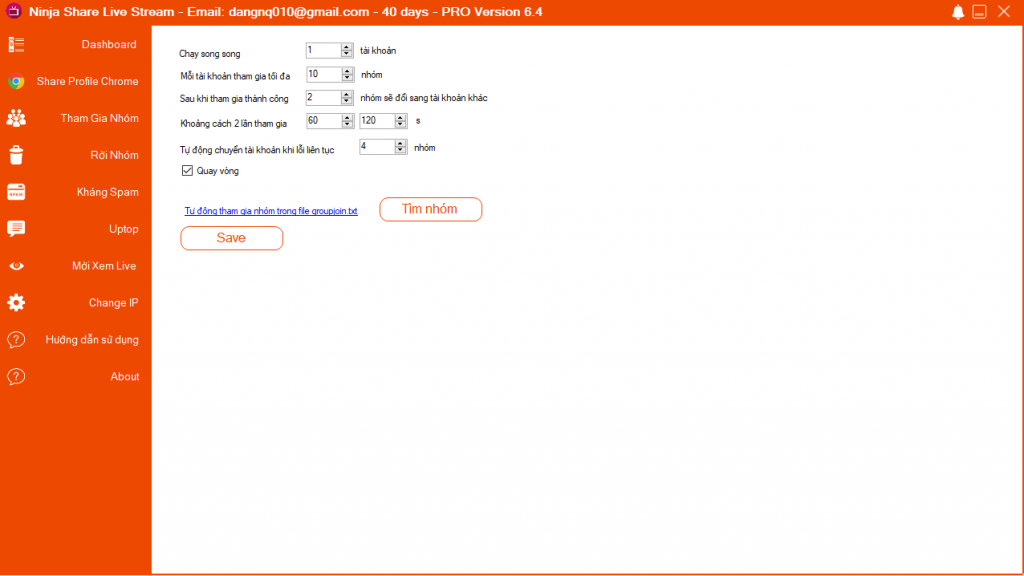 Ninja Share Live Stream - Email: dangnq010@gmail.com - 40 days - PRO Version 6.4
Dashboard
Share Profile Chrome
Tham Gia Nhóm
Rời Nhóm
SPAM
Kháng Spam
Uptop
Mời Xem Live
Change IP
? Hướng dẫn sử dụng
? About
Chạy song song 1 tài khoản
Mỗi tài khoản tham gia tối đa 10 nhóm
Sau khi tham gia thành công 2 nhóm sẽ đổi sang tài khoản khác
Khoảng cách 2 lần tham gia 60 120 s
Tự động chuyển tài khoản khi lỗi liên tục 4 nhóm
Quay vòng
Tự động tham gia nhóm trong file groupjoin.txt Tìm nhóm
Save